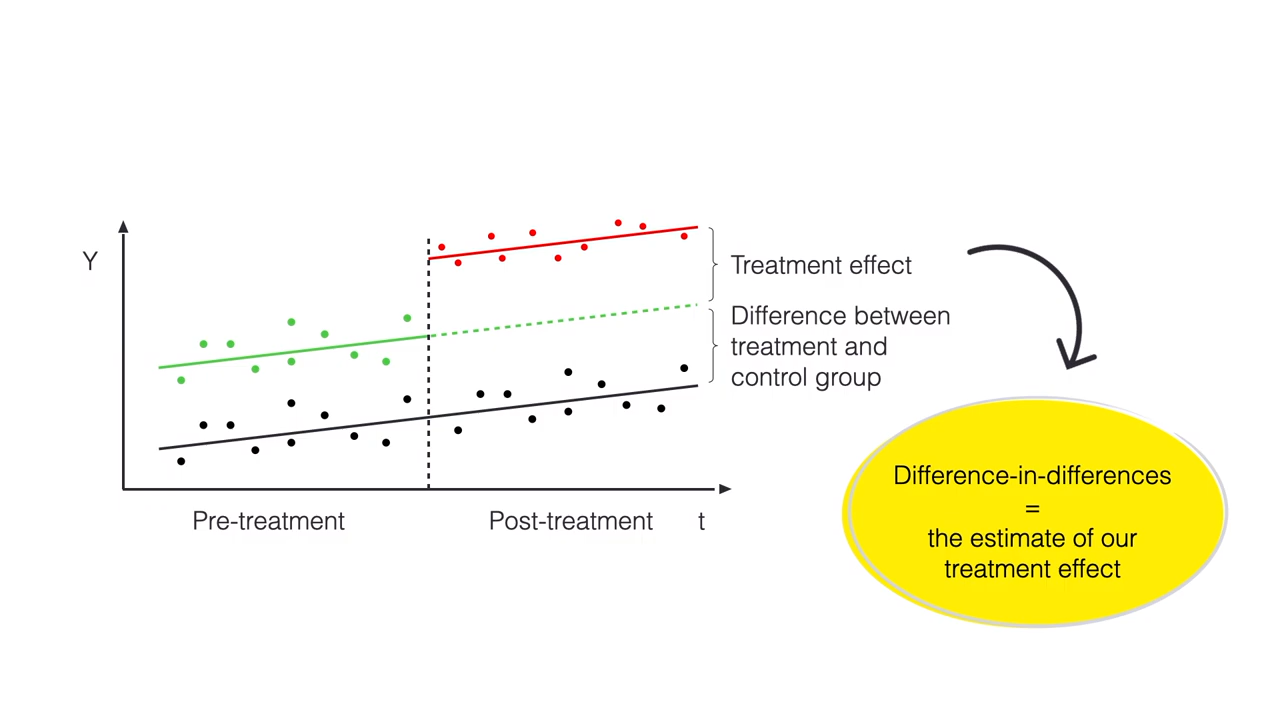 Y
Treatment effect
Difference between
treatment and
control group
Pre-treatment
Post-treatment
t
Difference-in-differences
=
the estimate of our
treatment effect